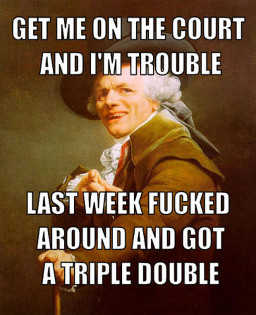 GET ME ON THE COURT
AND I'M TROUBLE
LAST WEEK FUCKED
AROUND AND GOT
A TRIPLE DOUBLE